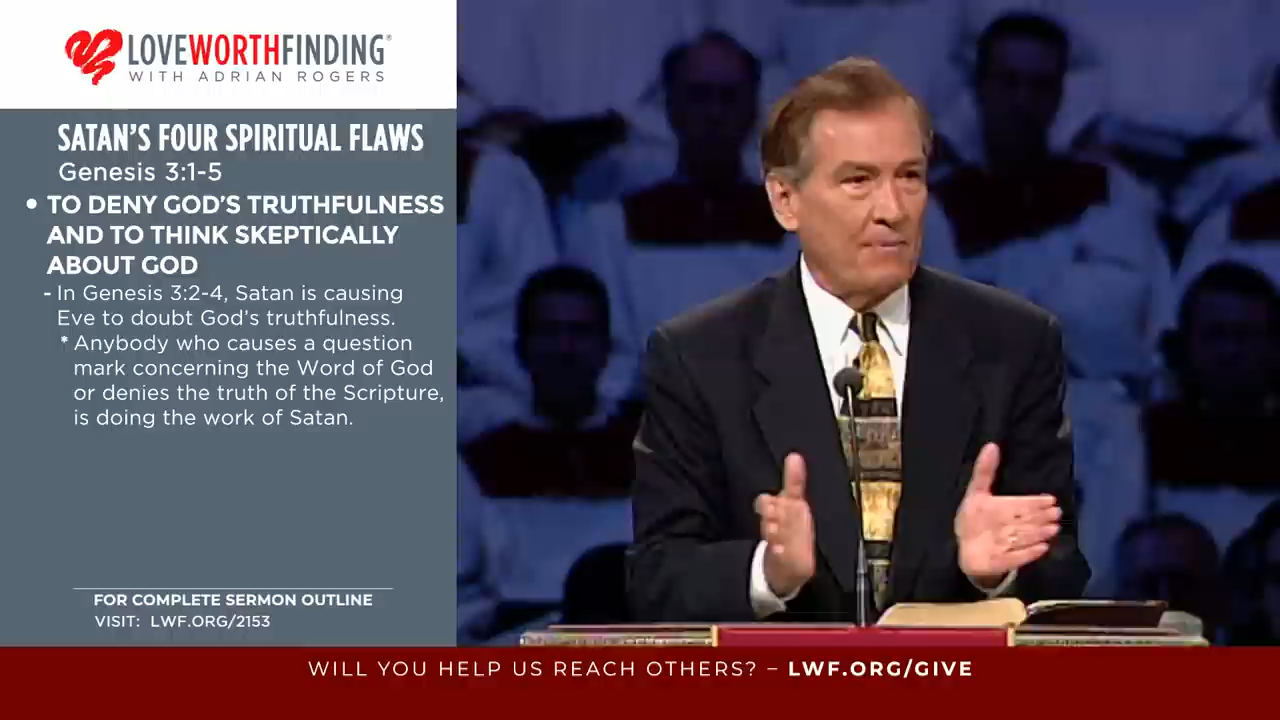 LOVEWORTHFINDING®
WITH ADRIAN ROGERS
SATAN'S FOUR SPIRITUAL FLAWS
Genesis 3:1-5
• TO DENY GOD'S TRUTHFULNESS
AND TO THINK SKEPTICALLY
ABOUT GOD
- In Genesis 3:2-4, Satan is causing
Eve to doubt God's truthfulness.
* Anybody who causes a question
mark concerning the Word of God
or denies the truth of the Scripture,
is doing the work of Satan.
FOR COMPLETE SERMON OUTLINE
VISIT: LWF.ORG/2153
WILL YOU HELP US REACH OTHERS? – LWF.ORG/GIVE